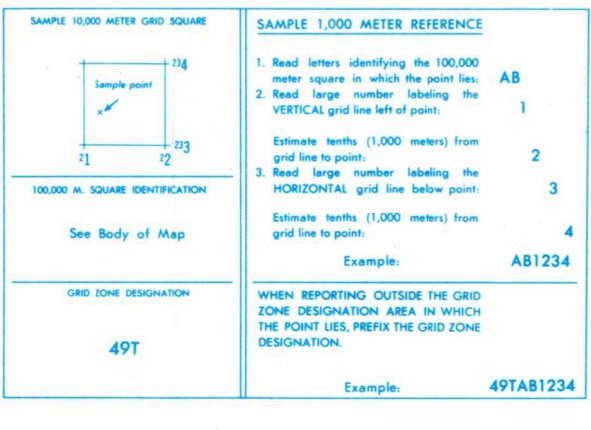 SAMPLE 10,000 METER GRID SQUARE
234
Sample point
x
233
21
22
100,000 M. SQUARE IDENTIFICATION
See Body of Map
GRID ZONE DESIGNATION
49T
SAMPLE 1,000 METER REFERENCE
1. Read letters identifying the 100,000
meter square in which the point lies: AB
2. Read large number labeling the
VERTICAL grid line left of point: 1
Estimate tenths (1,000 meters) from
grid line to point: 2
3. Read large number labeling the
HORIZONTAL grid line below point: 3
Estimate tenths (1,000 meters) from
grid line to point: 4
Example: AB1234
WHEN REPORTING OUTSIDE THE GRID
ZONE DESIGNATION AREA IN WHICH
THE POINT LIES, PREFIX THE GRID ZONE
DESIGNATION.
Example: 49TAB1234